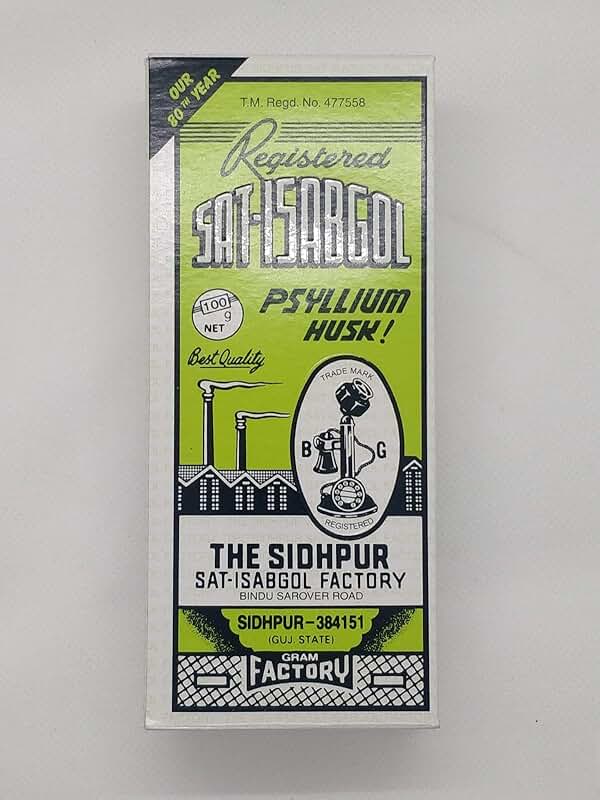 OUR
80TH YEAR
T.M. Regd. No. 477558
Registered
SAT-ISABGOL
PSYLLIUM
HUSK!
100
g
NET
Best Quality
TRADE MARK
B G
REGISTERED
THE SIDHPUR
SAT-ISABGOL FACTORY
BINDU SAROVER ROAD
SIDHPUR-384151
(GUJ. STATE)
GRAM
FACTORY